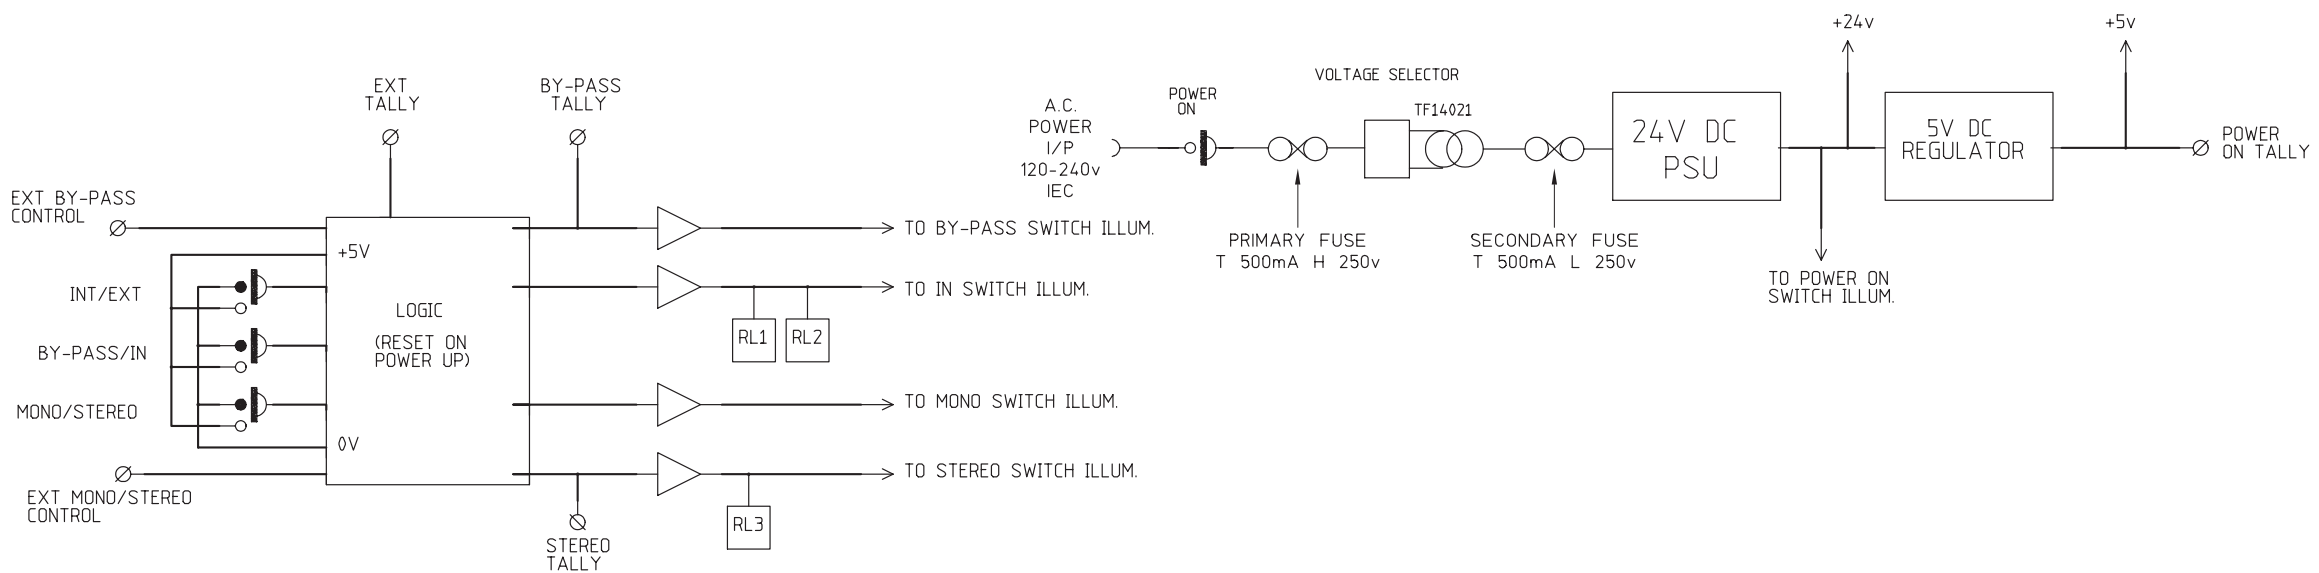 EXT
TALLY
BY-PASS
TALLY
EXT BY-PASS
CONTROL
+5V
INT/EXT
BY-PASS/IN
MONO/STEREO
0V
EXT MONO/STEREO
CONTROL
LOGIC
(RESET ON
POWER UP)
TO BY-PASS SWITCH ILLUM.
TO IN SWITCH ILLUM.
RL1
RL2
TO MONO SWITCH ILLUM.
TO STEREO SWITCH ILLUM.
RL3
STEREO
TALLY
A.C.
POWER
I/P
120-240v
IEC
POWER
ON
VOLTAGE SELECTOR
TF14021
PRIMARY FUSE
T 500mA H 250v
SECONDARY FUSE
T 500mA L 250v
24V DC
PSU
+24v
TO POWER ON
SWITCH ILLUM.
5V DC
REGULATOR
+5v
POWER
ON TALLY